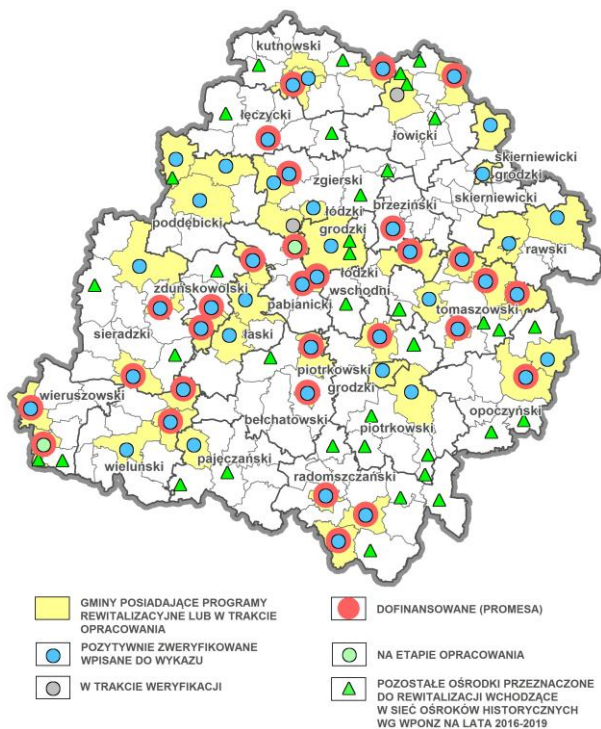 kutnowski
łęczycki
łowicki
skierniewicki
grodzki
zgierski
brzeziński
skierniewicki
łódzki
grodzki
poddębicki
rawski
łódzki
wschodni
zduńskowolski
pabianicki
tomaszowski
sieradzki
łaski
piotrkowski
grodzki
wieruszowski
opoczyński
bełchatowski
piotrkowski
wieluński
pajęczański
radomszczański
GMINY POSIADAJĄCE PROGRAMY
REWITALIZACYJNE LUB W TRAKCIE
OPRACOWANIA
POZYTYWNIE ZWERYFIKOWANE
WPISANE DO WYKAZU
W TRAKCIE WERYFIKACJI
DOFINANSOWANE (PROMESA)
NA ETAPIE OPRACOWANIA
POZOSTAŁE OŚRODKI PRZEZNACZONE
DO REWITALIZACJI WCHODZĄCE
W SIEĆ OŚROKÓW HISTORYCZNYCH
WG WPONZ NA LATA 2016-2019